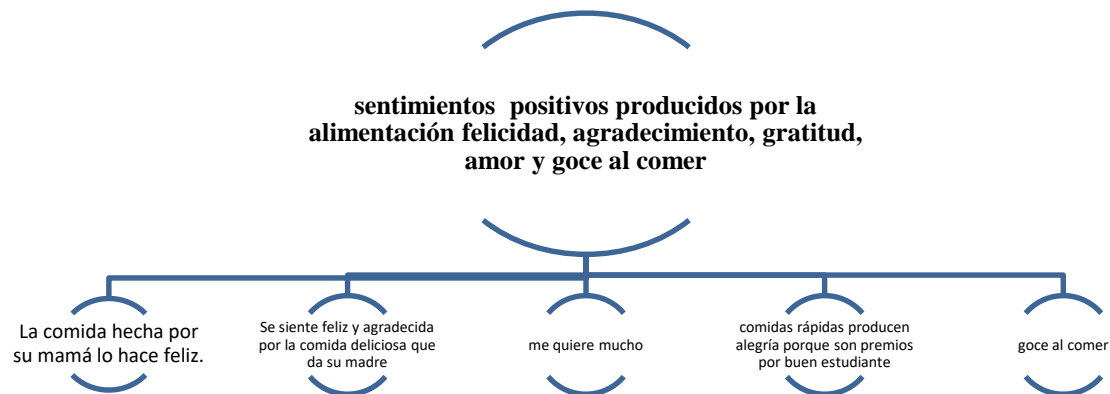 sentimientos  positivos producidos por la
alimentación felicidad, agradecimiento, gratitud,
amor y goce al comer
La comida hecha por
su mamá lo hace feliz.
Se siente feliz y agradecida
por la comida deliciosa que
da su madre
me quiere mucho
comidas rápidas producen
alegría porque son premios
por buen estudiante
goce al comer